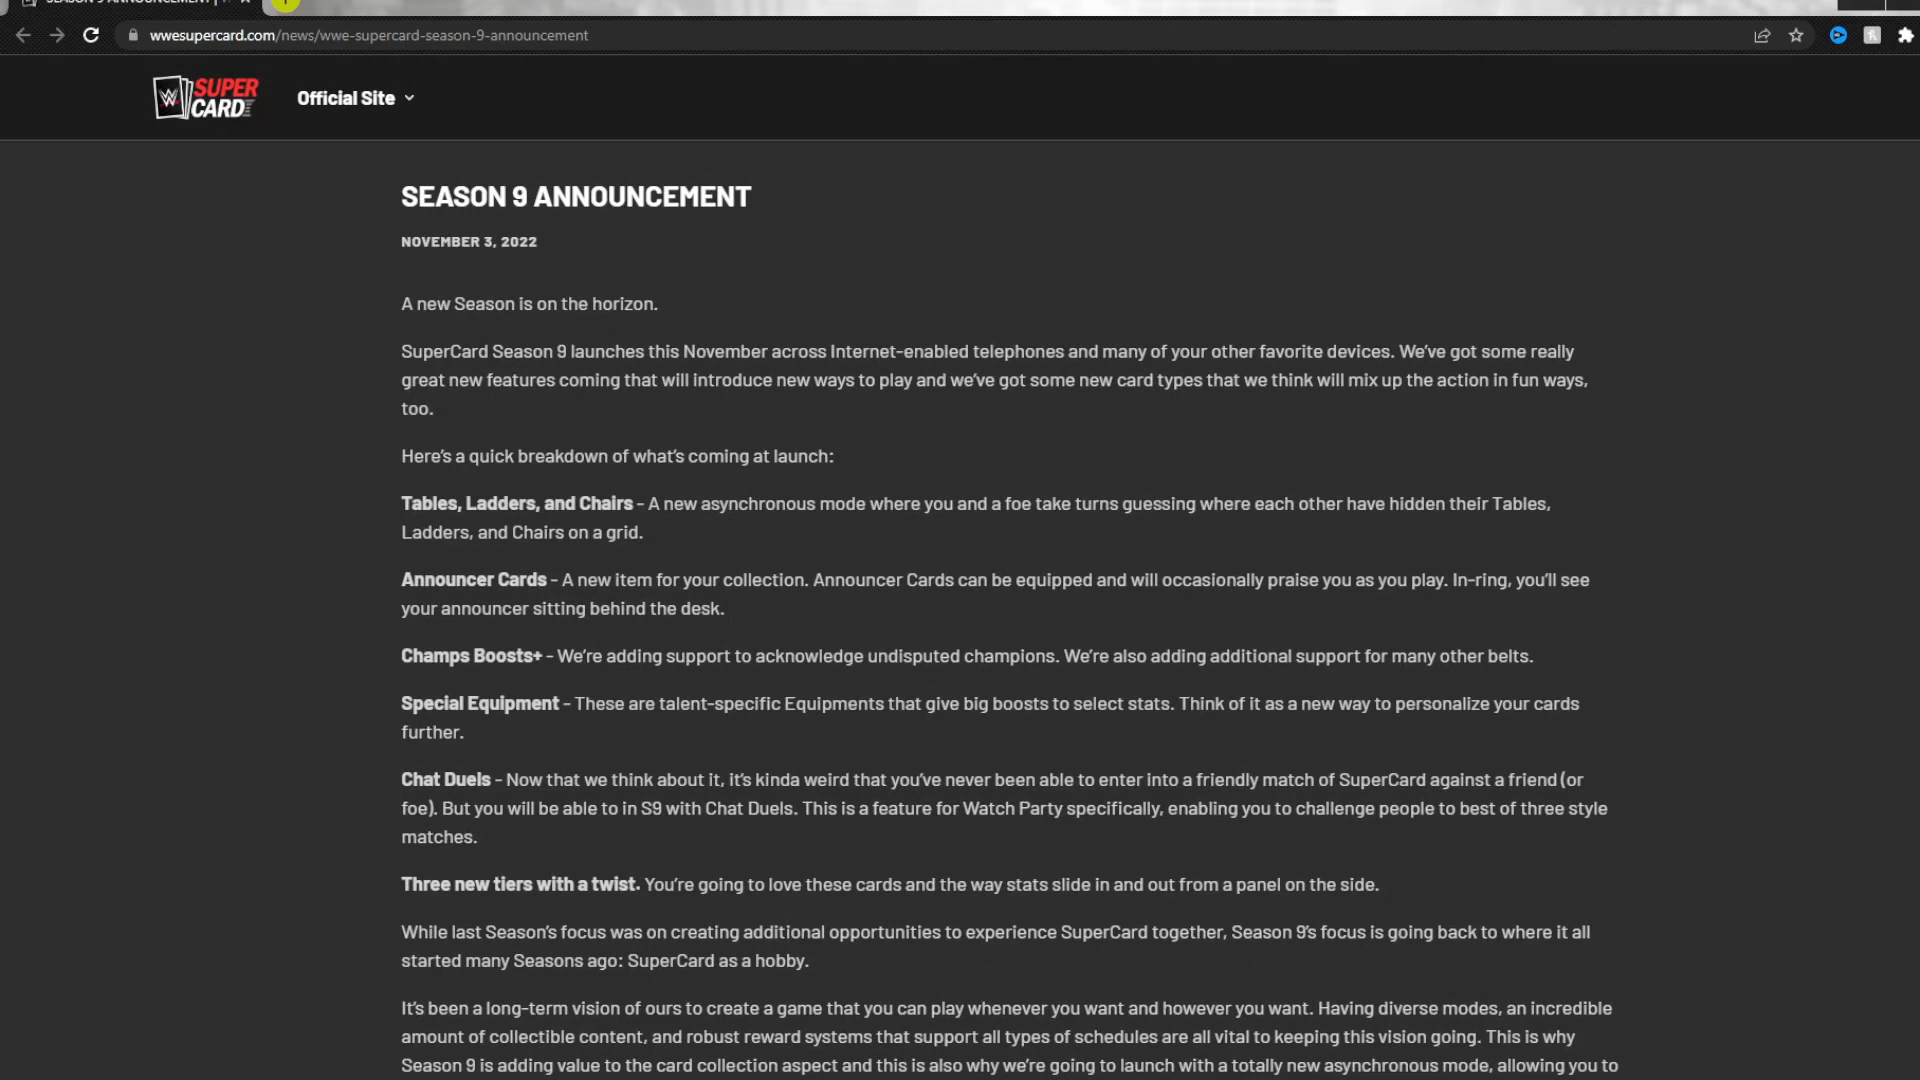 SEASON 9 ANNOUNCEMENT |
wwesupercard.com/news/wwe-supercard-season-9-announcement
W SUPER
CARD
Official Site
SEASON 9 ANNOUNCEMENT
NOVEMBER 3, 2022
A new Season is on the horizon.
SuperCard Season 9 launches this November across Internet-enabled telephones and many of your other favorite devices. We’ve got some really
great new features coming that will introduce new ways to play and we’ve got some new card types that we think will mix up the action in fun ways,
too.
Here’s a quick breakdown of what’s coming at launch:
Tables, Ladders, and Chairs - A new asynchronous mode where you and a foe take turns guessing where each other have hidden their Tables,
Ladders, and Chairs on a grid.
Announcer Cards - A new item for your collection. Announcer Cards can be equipped and will occasionally praise you as you play. In-ring, you’ll see
your announcer sitting behind the desk.
Champs Boosts+ - We’re adding support to acknowledge undisputed champions. We’re also adding additional support for many other belts.
Special Equipment - These are talent-specific Equipments that give big boosts to select stats. Think of it as a new way to personalize your cards
further.
Chat Duels - Now that we think about it, it’s kinda weird that you’ve never been able to enter into a friendly match of SuperCard against a friend (or
foe). But you will be able to in S9 with Chat Duels. This is a feature for Watch Party specifically, enabling you to challenge people to best of three style
matches.
Three new tiers with a twist. You’re going to love these cards and the way stats slide in and out from a panel on the side.
While last Season’s focus was on creating additional opportunities to experience SuperCard together, Season 9’s focus is going back to where it all
started many Seasons ago: SuperCard as a hobby.
It’s been a long-term vision of ours to create a game that you can play whenever you want and however you want. Having diverse modes, an incredible
amount of collectible content, and robust reward systems that support all types of schedules are all vital to keeping this vision going. This is why
Season 9 is adding value to the card collection aspect and this is also why we’re going to launch with a totally new asynchronous mode, allowing you to